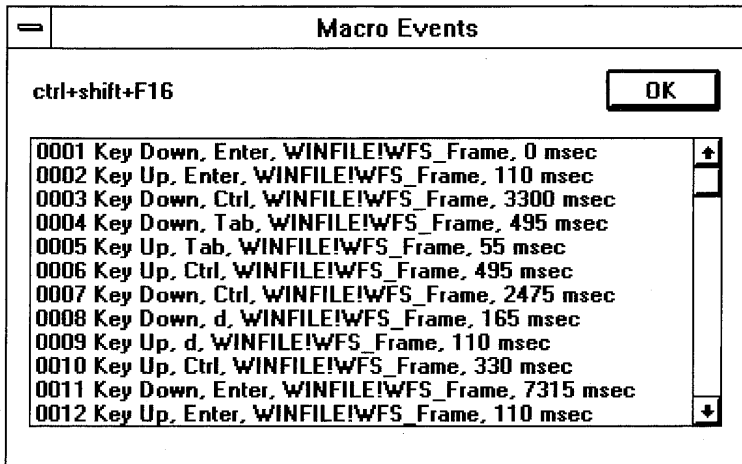 Macro Events
ctrl+shift+F16
OK
0001 Key Down, Enter, WINFILE!WFS_Frame, 0 msec
0002 Key Up, Enter, WINFILE!WFS_Frame, 110 msec
0003 Key Down, Ctrl, WINFILE!WFS_Frame, 3300 msec
0004 Key Down, Tab, WINFILE!WFS_Frame, 495 msec
0005 Key Up, Tab, WINFILE!WFS_Frame, 55 msec
0006 Key Up, Ctrl, WINFILE!WFS_Frame, 495 msec
0007 Key Down, Ctrl, WINFILE!WFS_Frame, 2475 msec
0008 Key Down, d, WINFILE!WFS_Frame, 165 msec
0009 Key Up, d, WINFILE!WFS_Frame, 110 msec
0010 Key Up, Ctrl, WINFILE!WFS_Frame, 330 msec
0011 Key Down, Enter, WINFILE!WFS_Frame, 7315 msec
0012 Key Up, Enter, WINFILE!WFS_Frame, 110 msec